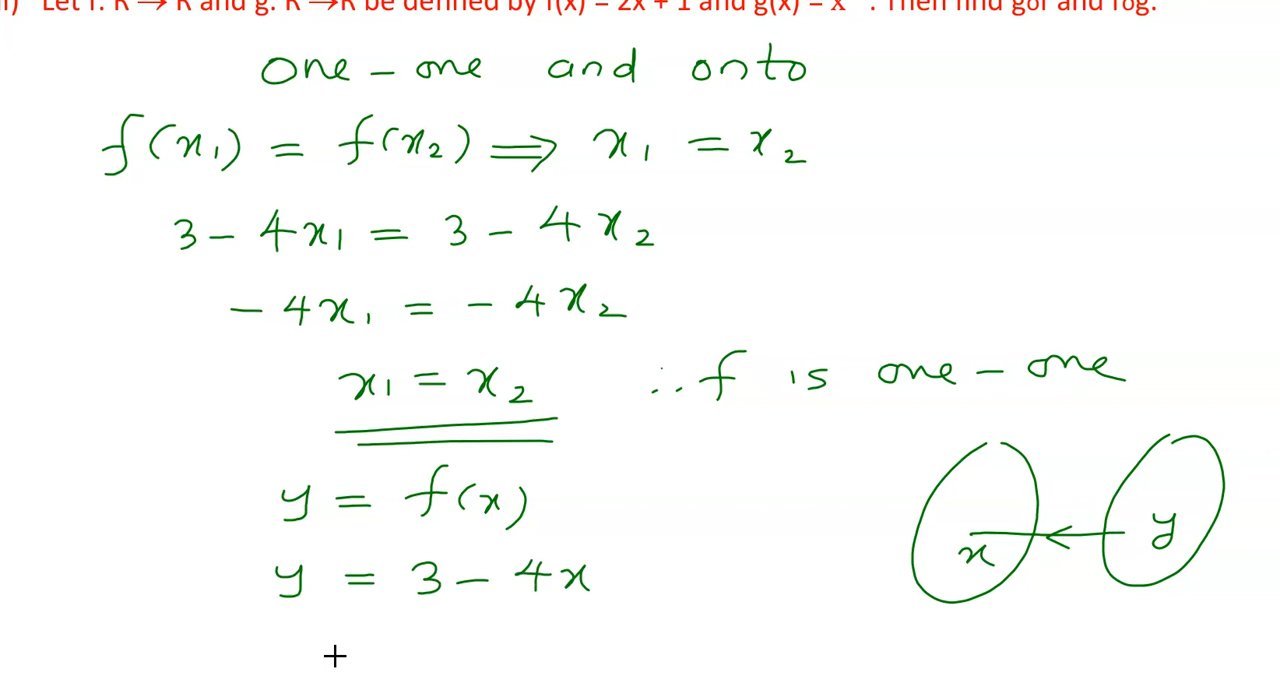 Let f: R → R and g: R →R be defined by f(x) = 2x + 1 and g(x) = x . Then find gof and fog.
one - one and onto
f(x₁) = f(x₂) ⟹ x₁ = x₂
3 - 4x₁ = 3 - 4x₂
- 4x₁ = - 4x₂
x₁ = x₂ ∴ f is one - one
y = f(x)
y = 3 - 4x
x y